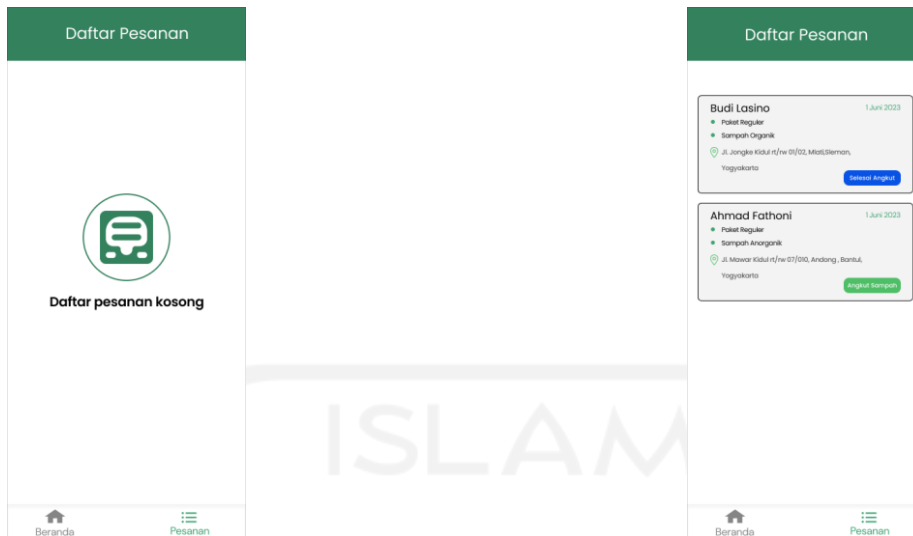 Daftar Pesanan
Daftar pesanan kosong
Beranda
Pesanan
ISLAM
Daftar Pesanan
Budi Lasino
1 Juni 2023
Paket Reguler
Sampah Organik
Jl. Jongke Kidul rt/rw 01/02, Mlati,Sleman,
Yogyakarta
Selesai Angkut
Ahmad Fathoni
1 Juni 2023
Paket Reguler
Sampah Anorganik
Jl. Mawar Kidul rt/rw 07/010, Andong , Bantul,
Yogyakarta
Angkut Sampah
Beranda
Pesanan